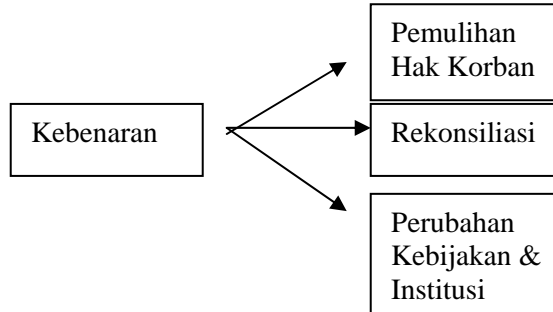 Pemulihan
Hak Korban
Kebenaran
Rekonsiliasi
Perubahan
Kebijakan &
Institusi